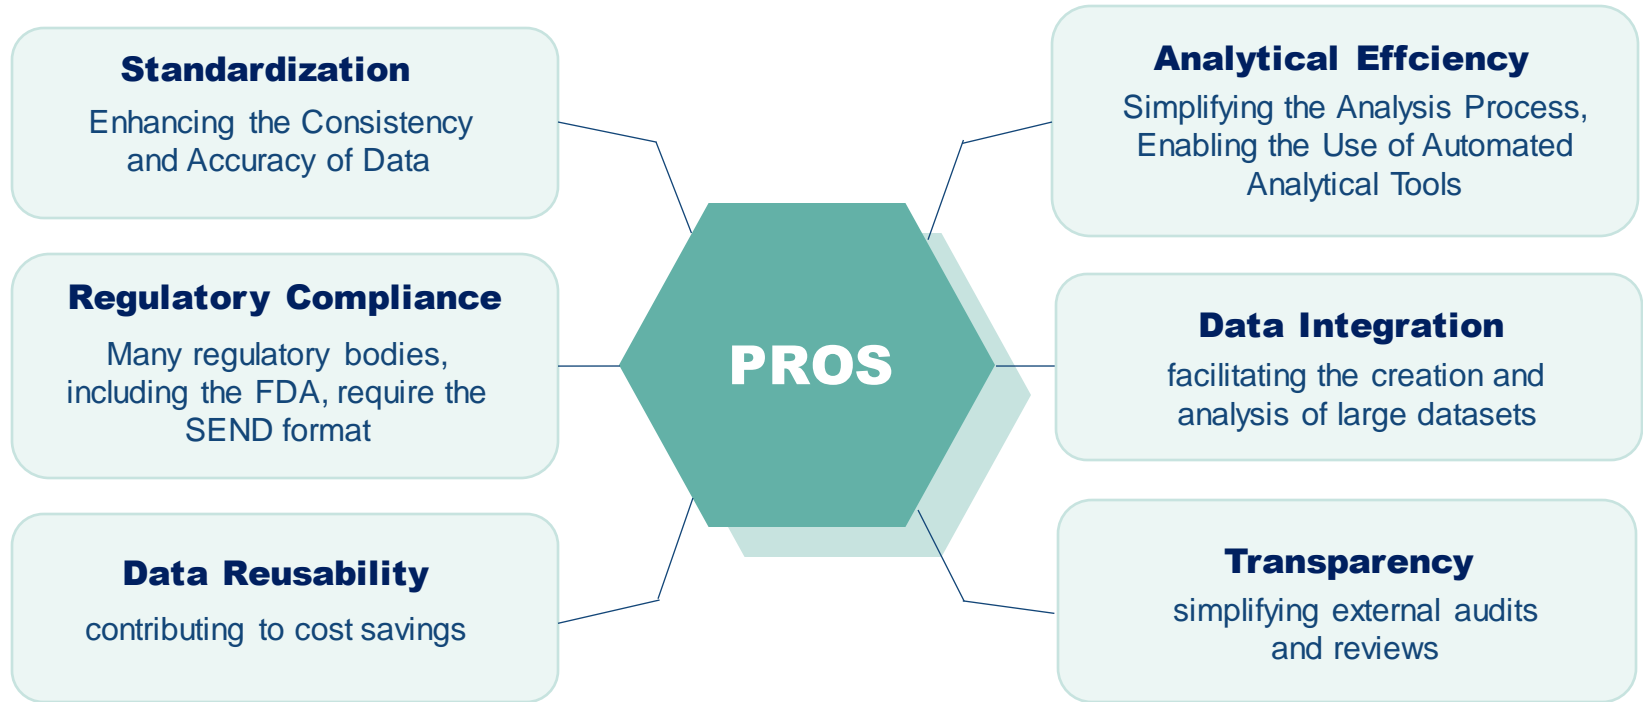 Standardization
Enhancing the Consistency
and Accuracy of Data
Regulatory Compliance
Many regulatory bodies,
including the FDA, require the
SEND format
Data Reusability
contributing to cost savings
PROS
Analytical Effciency
Simplifying the Analysis Process,
Enabling the Use of Automated
Analytical Tools
Data Integration
facilitating the creation and
analysis of large datasets
Transparency
simplifying external audits
and reviews